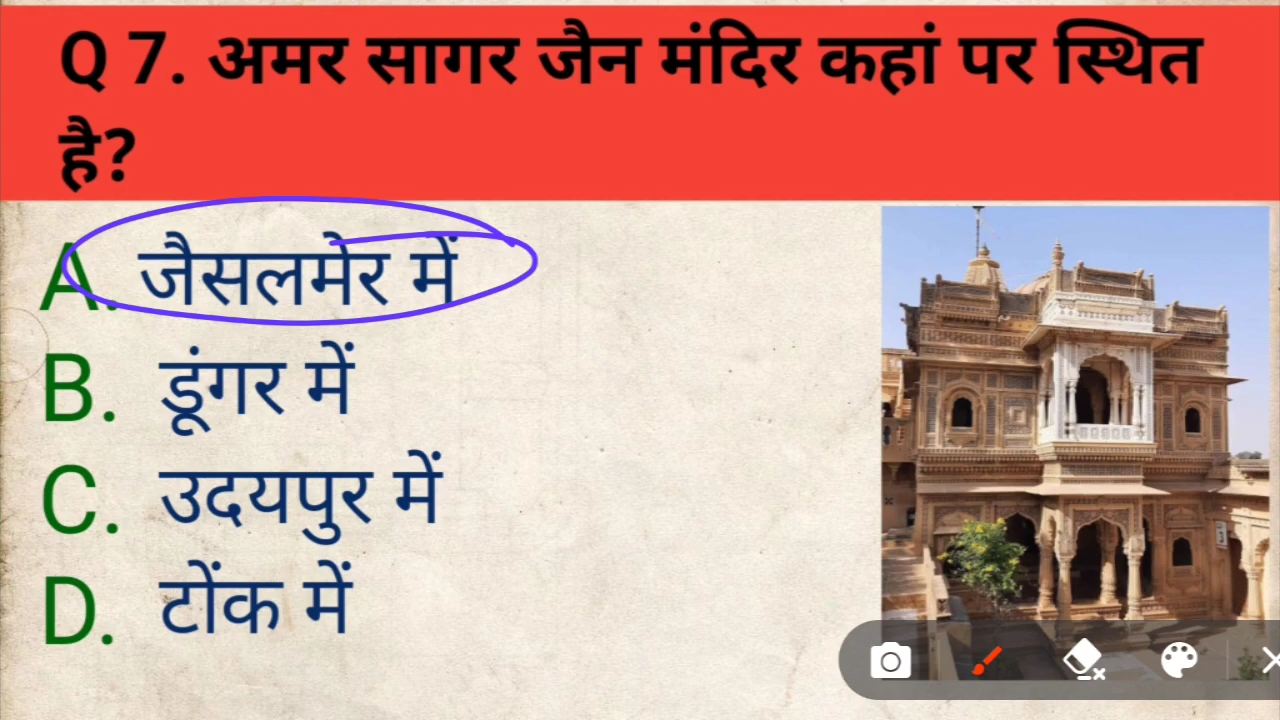 Q 7. अमर सागर जैन मंदिर कहां पर स्थित
है?
A. जैसलमेर में
B. डूंगर में
C. उदयपुर में
D. टोंक में